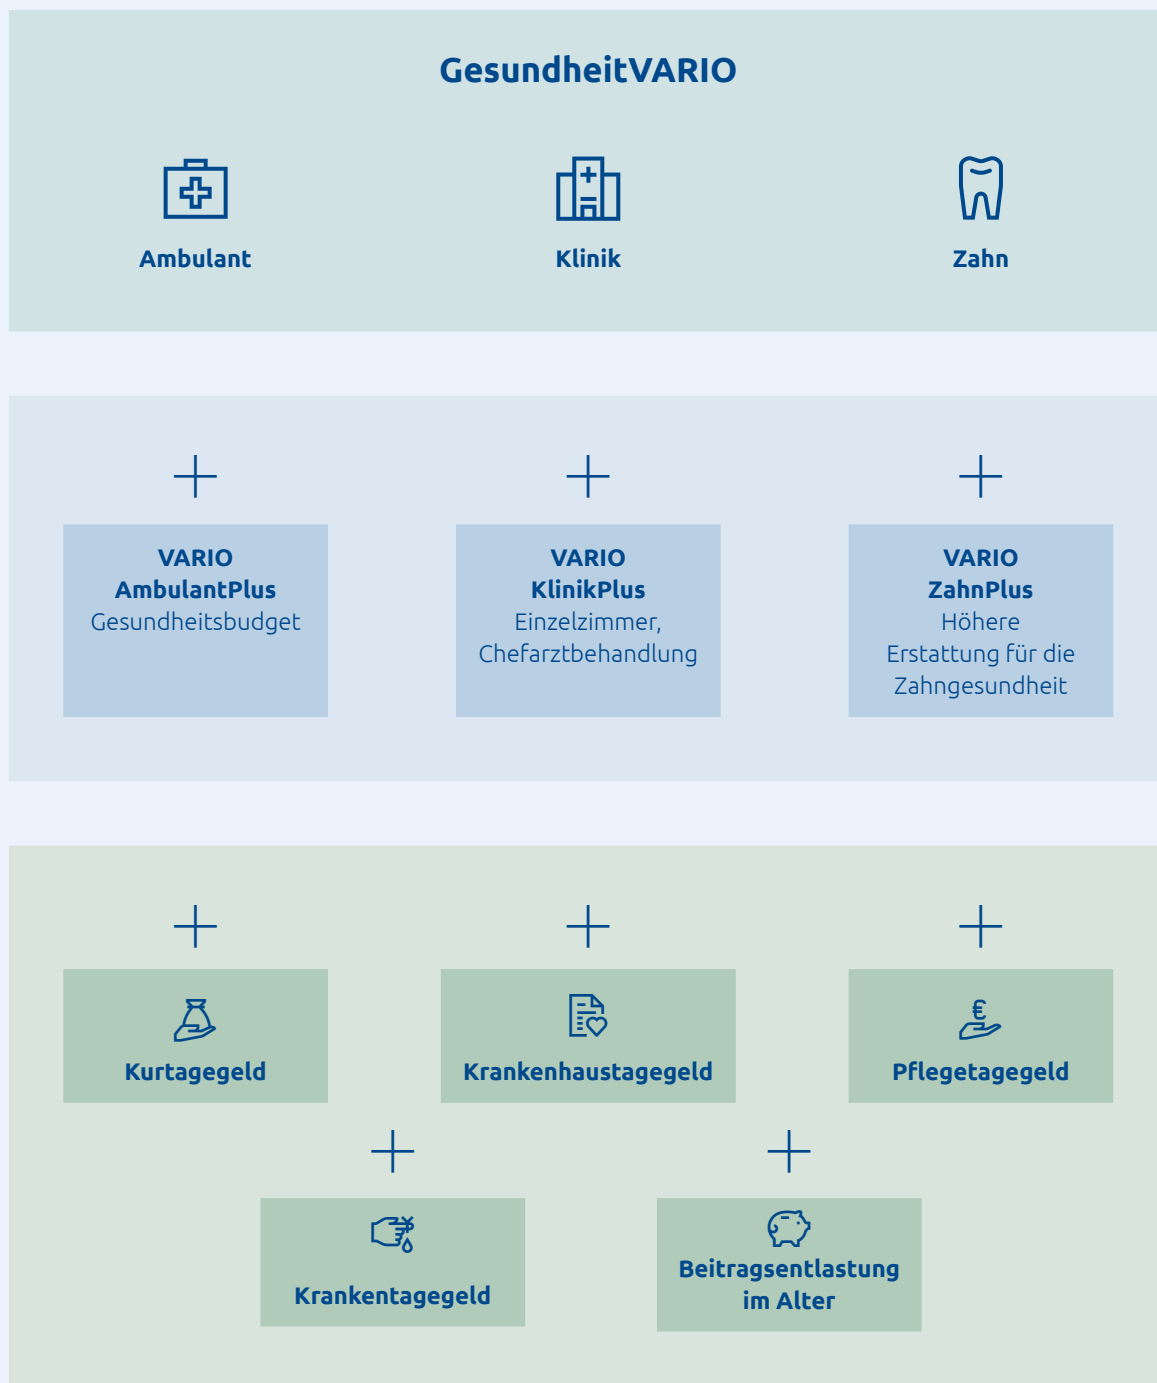 GesundheitVARIO
Ambulant
Klinik
Zahn
VARIO
AmbulantPlus
Gesundheitsbudget
VARIO
KlinikPlus
Einzelzimmer,
Chefarztbehandlung
VARIO
ZahnPlus
Höhere
Erstattung für die
Zahngesundheit
Kurtagegeld
Krankenhaustagegeld
€
Pflegetagegeld
Krankentagegeld
Beitragsentlastung
im Alter